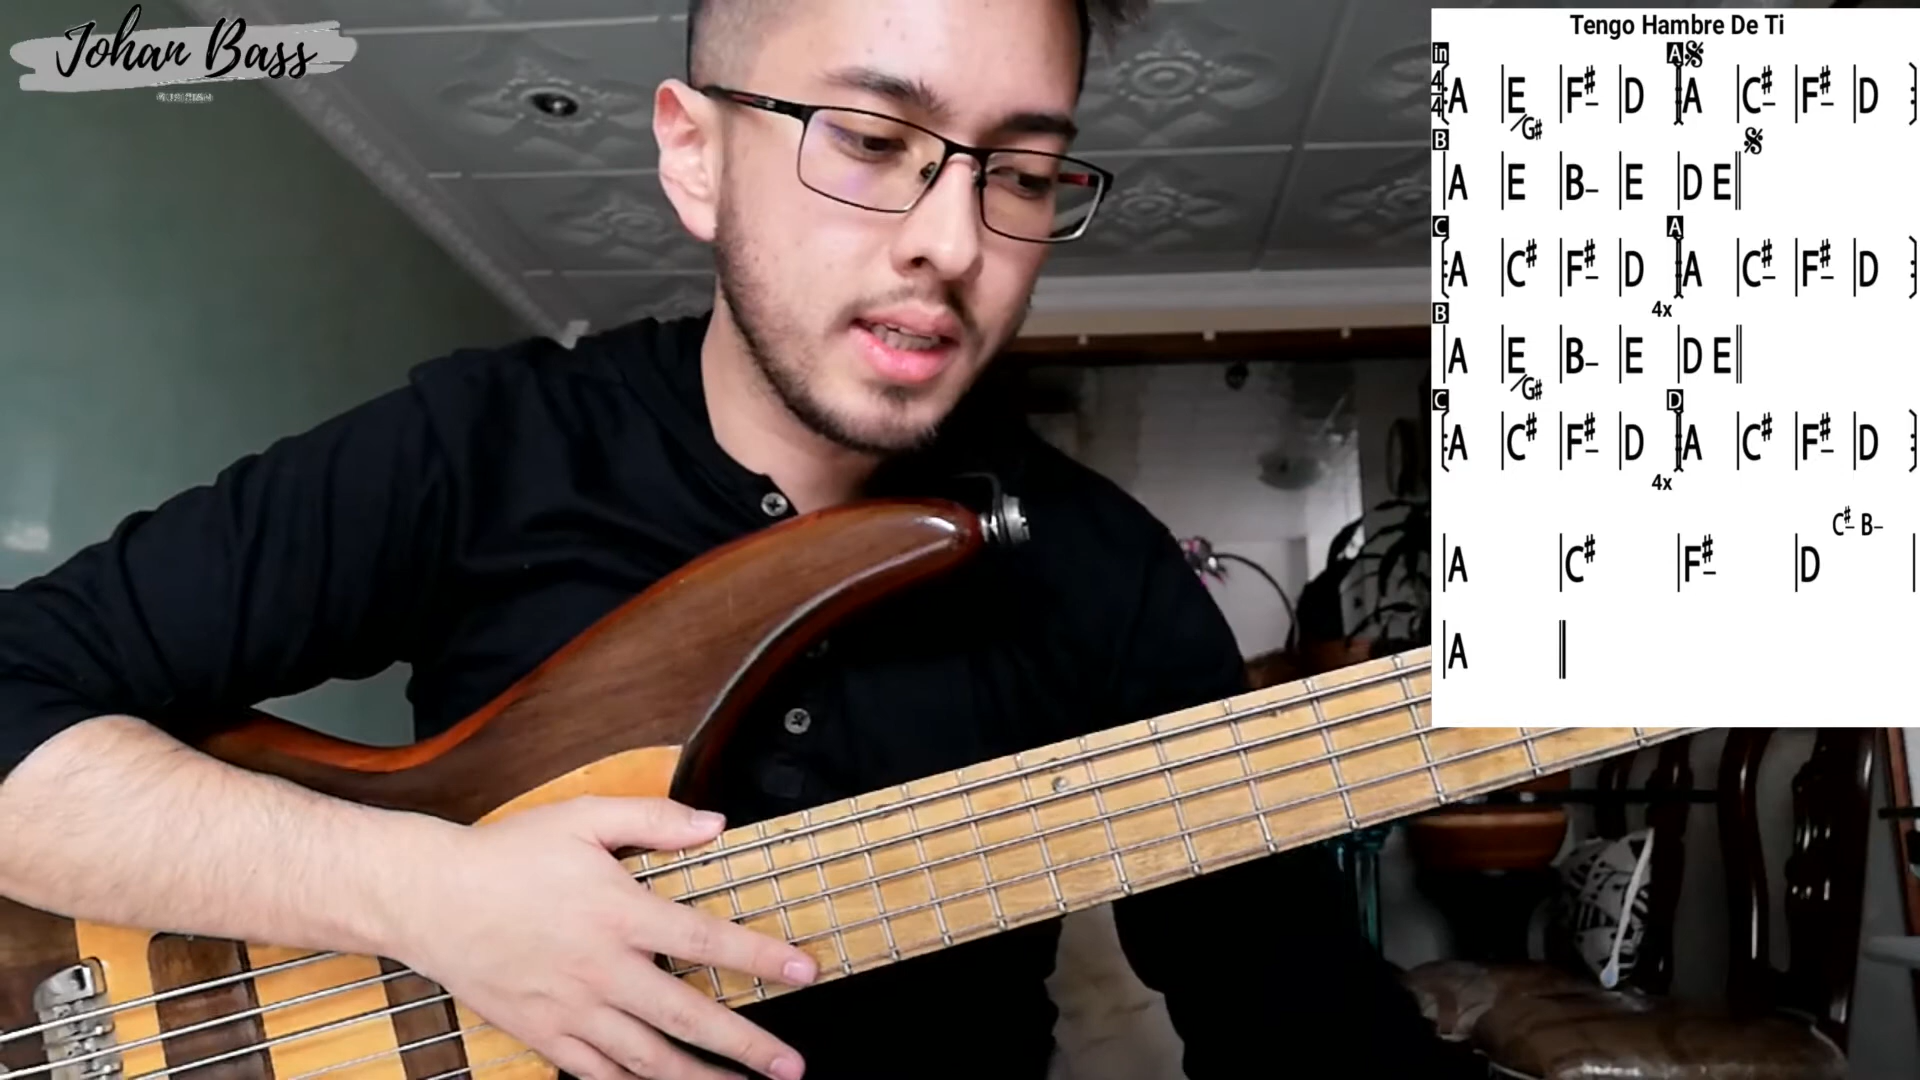 Johan Bass
Tengo Hambre De Ti
in A
4/4 A E/G# F#- D A C#- F#- D
B
A E B- E D E
C A
A C# F#- D A C#- F#- D
4x
B
A E/G# B- E D E
C D
A C# F#- D A C# F#- D
4x
C#- B-
A C# F#- D
A